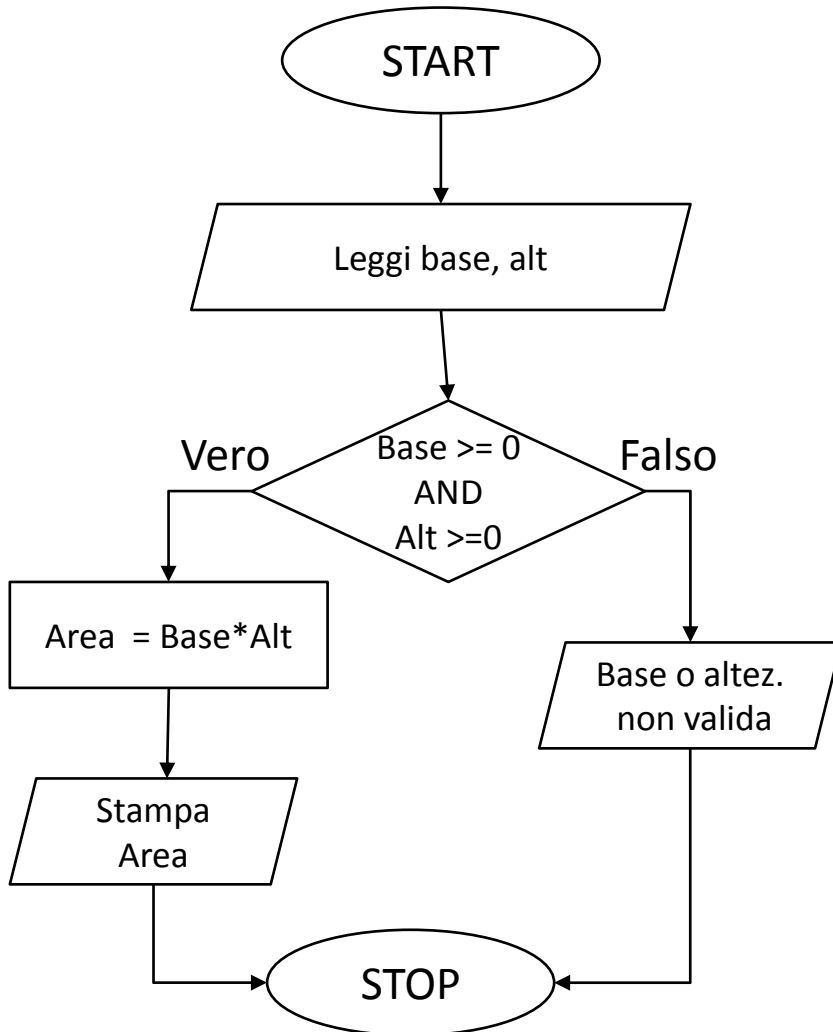 START
Leggi base, alt
Vero
Base >= 0
AND
Alt >=0
Falso
Area  = Base*Alt
Base o altez.
non valida
Stampa
Area
STOP